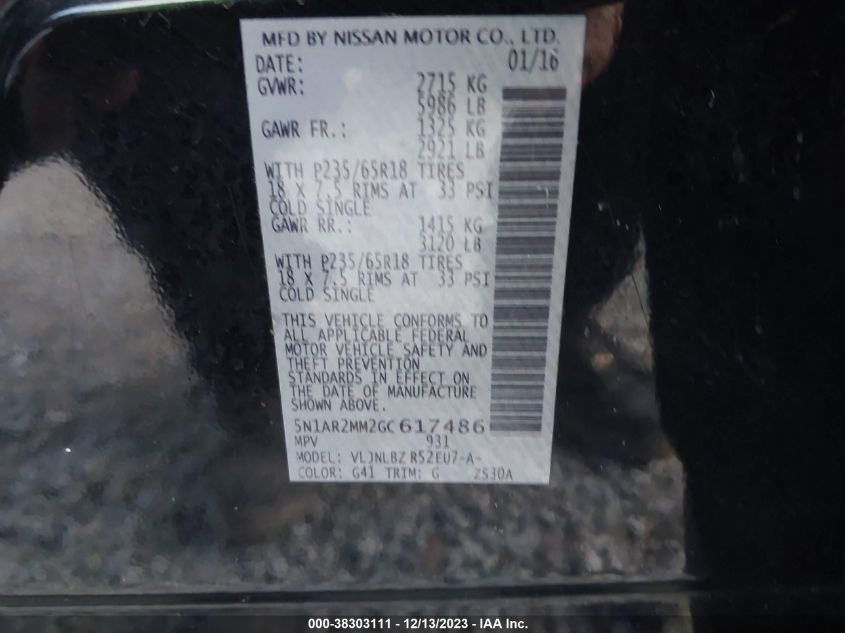 MFD BY NISSAN MOTOR CO., LTD.
DATE: 01/16
GVWR: 2715 KG
5986 LB
GAWR FR.: 1325 KG
2921 LB
WITH P235/65R18 TIRES
18 X 7.5 RIMS AT 33 PSI
COLD SINGLE
GAWR RR.: 1415 KG
3120 LB
WITH P235/65R18 TIRES
18 X 7.5 RIMS AT 33 PSI
COLD SINGLE
THIS VEHICLE CONFORMS TO
ALL APPLICABLE FEDERAL
MOTOR VEHICLE SAFETY AND
THEFT PREVENTION
STANDARDS IN EFFECT ON
THE DATE OF MANUFACTURE
SHOWN ABOVE.
5N1AR2MM2GC617486
MPV 931
MODEL: VLJNLBZ R52EU7-A-
COLOR: G41 TRIM: G ZS30A
000-38303111 - 12/13/2023 - IAA Inc.